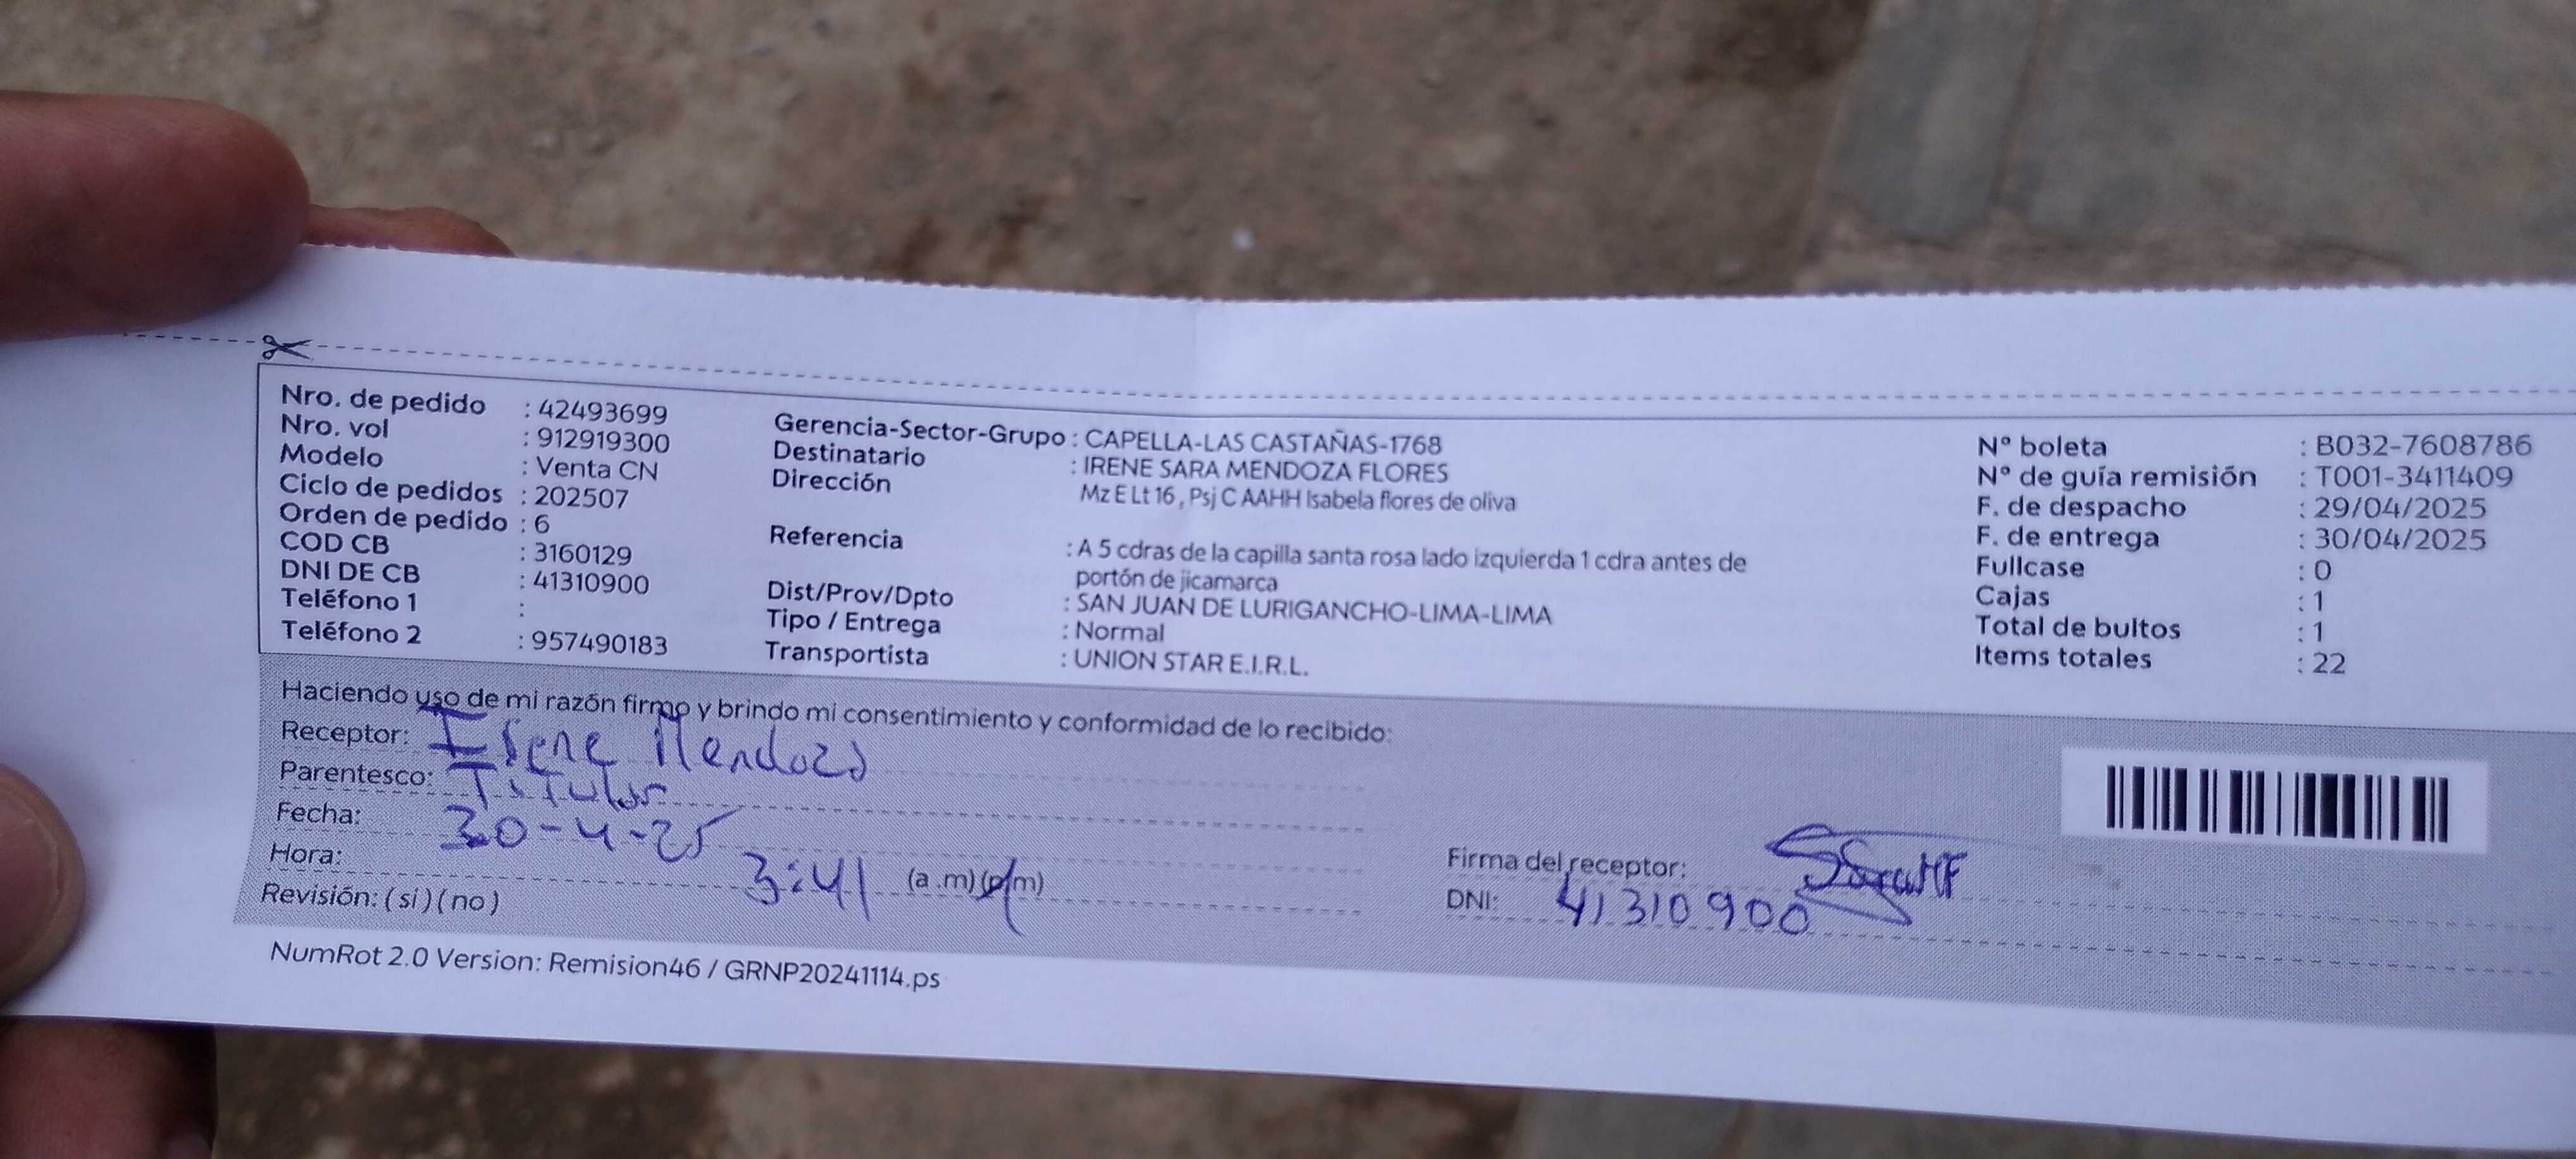 Nro. de pedido : 42493699
Nro. vol : 912919300
Modelo : Venta CN
Ciclo de pedidos : 202507
Orden de pedido : 6
COD CB : 3160129
DNI DE CB : 41310900
Teléfono 1 :
Teléfono 2 : 957490183
Gerencia-Sector-Grupo : CAPELLA-LAS CASTAÑAS-1768
Destinatario : IRENE SARA MENDOZA FLORES
Dirección Mz E Lt 16 , Psj C AAHH Isabela flores de oliva
Referencia : A 5 cdras de la capilla santa rosa lado izquierda 1 cdra antes de
portón de jicamarca
Dist/Prov/Dpto : SAN JUAN DE LURIGANCHO-LIMA-LIMA
Tipo / Entrega : Normal
Transportista : UNION STAR E.I.R.L.
N° boleta : B032-7608786
N° de guía remisión : T001-3411409
F. de despacho : 29/04/2025
F. de entrega : 30/04/2025
Fullcase : 0
Cajas : 1
Total de bultos : 1
Items totales : 22
Haciendo uso de mi razón firmo y brindo mi consentimiento y conformidad de lo recibido:
Receptor: Irene Mendoza
Parentesco: Titular
Fecha: 30-4-25
Hora: 3:41 (a.m)(p.m)
Revisión: (si)(no)
Firma del receptor:
DNI: 41310900
NumRot 2.0 Version: Remision46 / GRNP20241114.ps